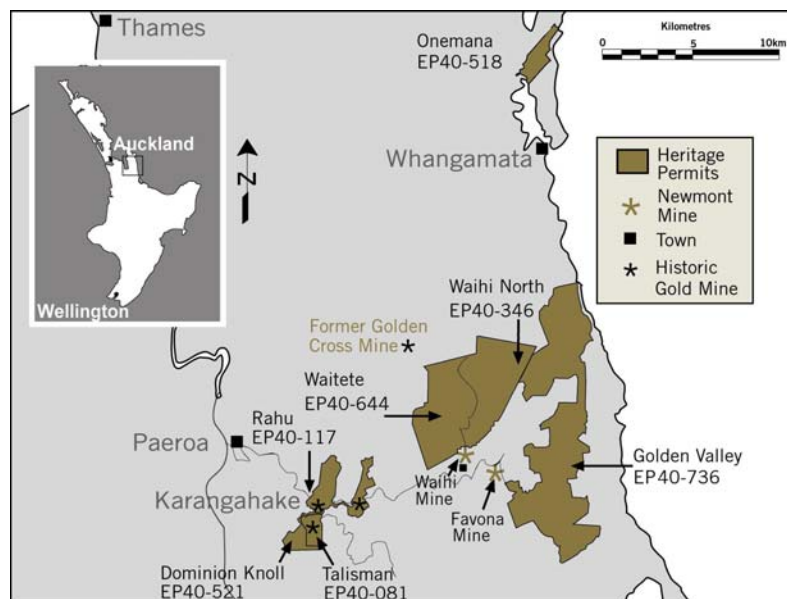 Thames
Onemana
EP40-518
Kilometres
0 5 10km
Auckland
Wellington
N
Whangamata
Heritage
Permits
Newmont
Mine
Town
Historic
Gold Mine
Waihi North
EP40-346
Former Golden
Cross Mine
Waitete
EP40-644
Rahu
EP40-117
Paeroa
Karangahake
Waihi
Mine
Favona
Mine
Golden Valley
EP40-736
Dominion Knoll
EP40-521
Talisman
EP40-081